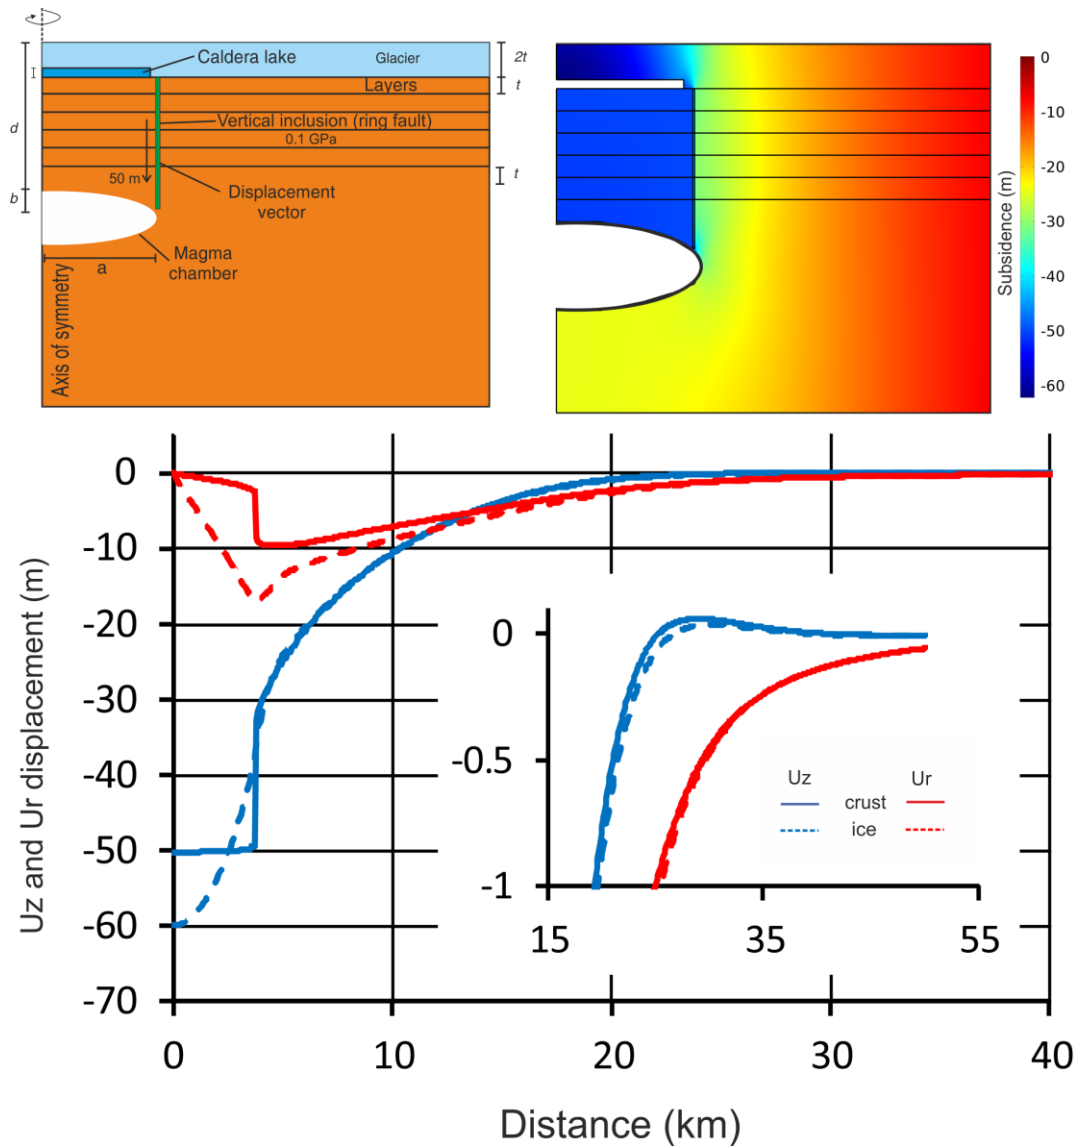 Caldera lake
Glacier
2t
I
Layers
t
d
Vertical inclusion (ring fault)
0.1 GPa
50 m
t
Displacement
vector
b
Magma
chamber
a
Axis of symmetry
0
-10
-20
-30
-40
-50
-60
Subsidence (m)
0
-10
-20
-30
-40
-50
-60
-70
Uz and Ur displacement (m)
0
-0.5
-1
15
35
55
Uz
Ur
crust
ice
0
10
20
30
40
Distance (km)